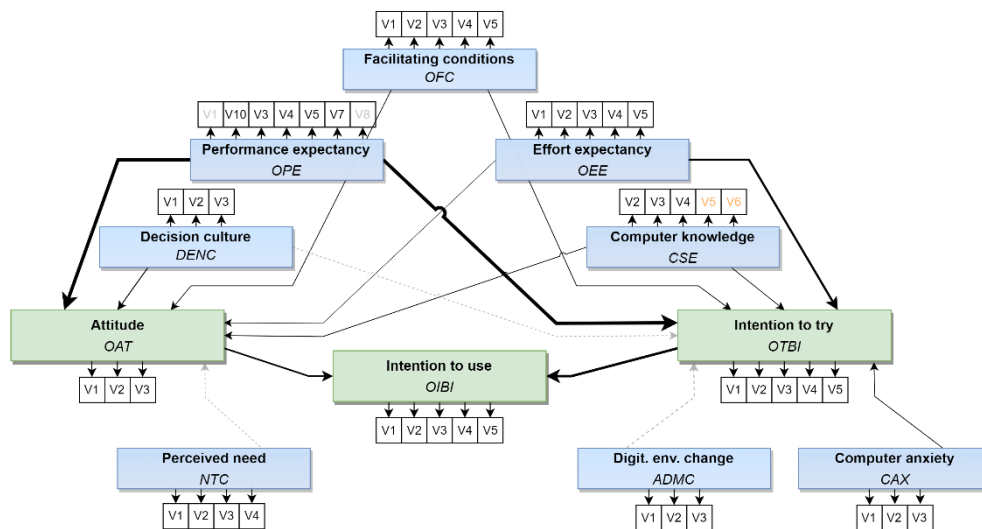 V1 V2 V3 V4 V5
Facilitating conditions
OFC
V1 V10 V3 V4 V5 V7 V8
Performance expectancy
OPE
V1 V2 V3 V4 V5
Effort expectancy
OEE
V1 V2 V3
Decision culture
DENC
V2 V3 V4 V5 V6
Computer knowledge
CSE
Attitude
OAT
V1 V2 V3
Intention to use
OIBI
V1 V2 V3 V4 V5
Intention to try
OTBI
V1 V2 V3 V4 V5
Perceived need
NTC
V1 V2 V3 V4
Digit. env. change
ADMC
V1 V2 V3
Computer anxiety
CAX
V1 V2 V3